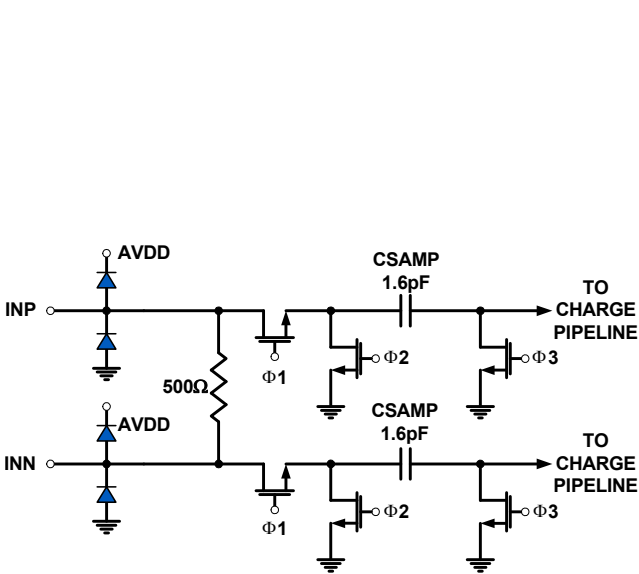 AVDD
CSAMP
1.6pF
INP
TO
CHARGE
PIPELINE
Φ2
Φ3
Φ1
500Ω
CSAMP
1.6pF
AVDD
INN
TO
CHARGE
PIPELINE
Φ2
Φ3
Φ1